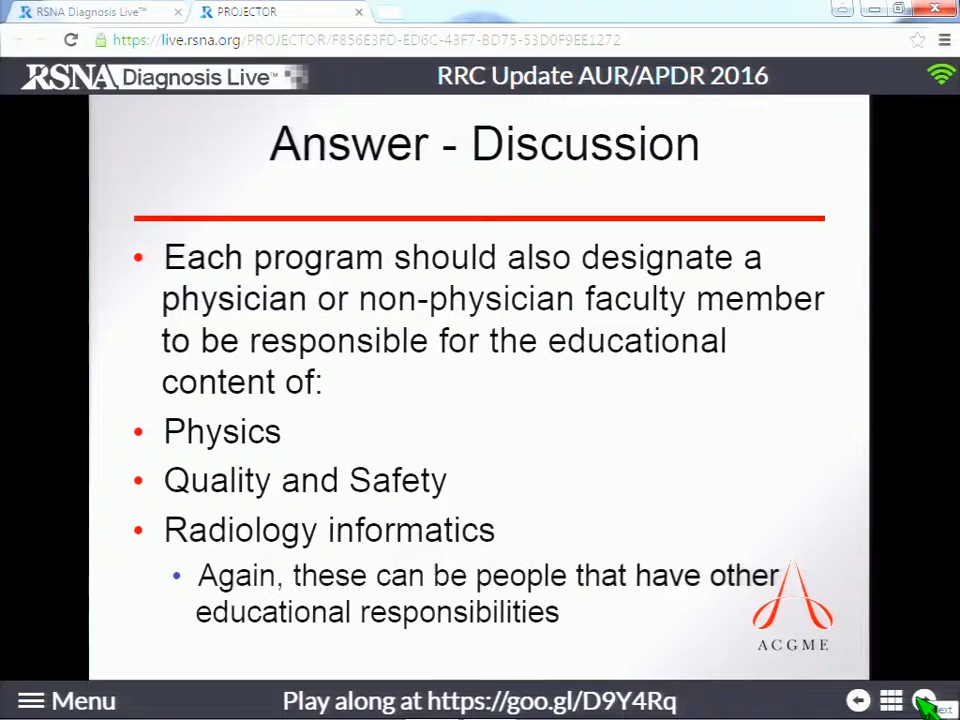 RSNA Diagnosis Live™
PROJECTOR
https://live.rsna.org/PROJECTOR/F856E3FD-ED6C-43F7-BD75-53D0F9EE1272
RSNA Diagnosis Live™
RRC Update AUR/APDR 2016
Answer - Discussion
• Each program should also designate a
physician or non-physician faculty member
to be responsible for the educational
content of:
• Physics
• Quality and Safety
• Radiology informatics
• Again, these can be people that have other
educational responsibilities
ACGME
Menu
Play along at https://goo.gl/D9Y4Rq